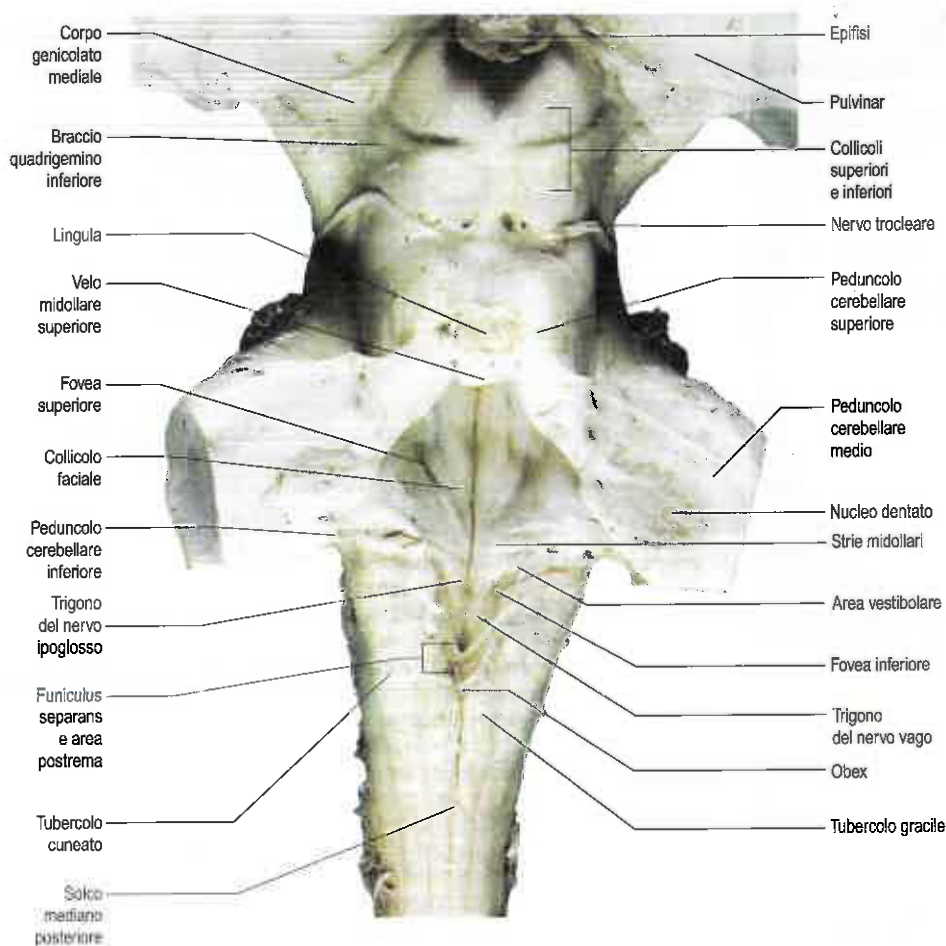 Corpo
genicolato
mediale
Braccio
quadrigemino
inferiore
Lingula
Velo
midollare
superiore
Fovea
superiore
Collicolo
faciale
Peduncolo
cerebellare
inferiore
Trigono
del nervo
ipoglosso
Funiculus
separans
e area
postrema
Tubercolo
cuneato
Solco
mediano
posteriore
Epifisi
Pulvinar
Collicoli
superiori
e inferiori
Nervo trocleare
Peduncolo
cerebellare
superiore
Peduncolo
cerebellare
medio
Nucleo dentato
Strie midollari
Area vestibolare
Fovea inferiore
Trigono
del nervo vago
Obex
Tubercolo gracile